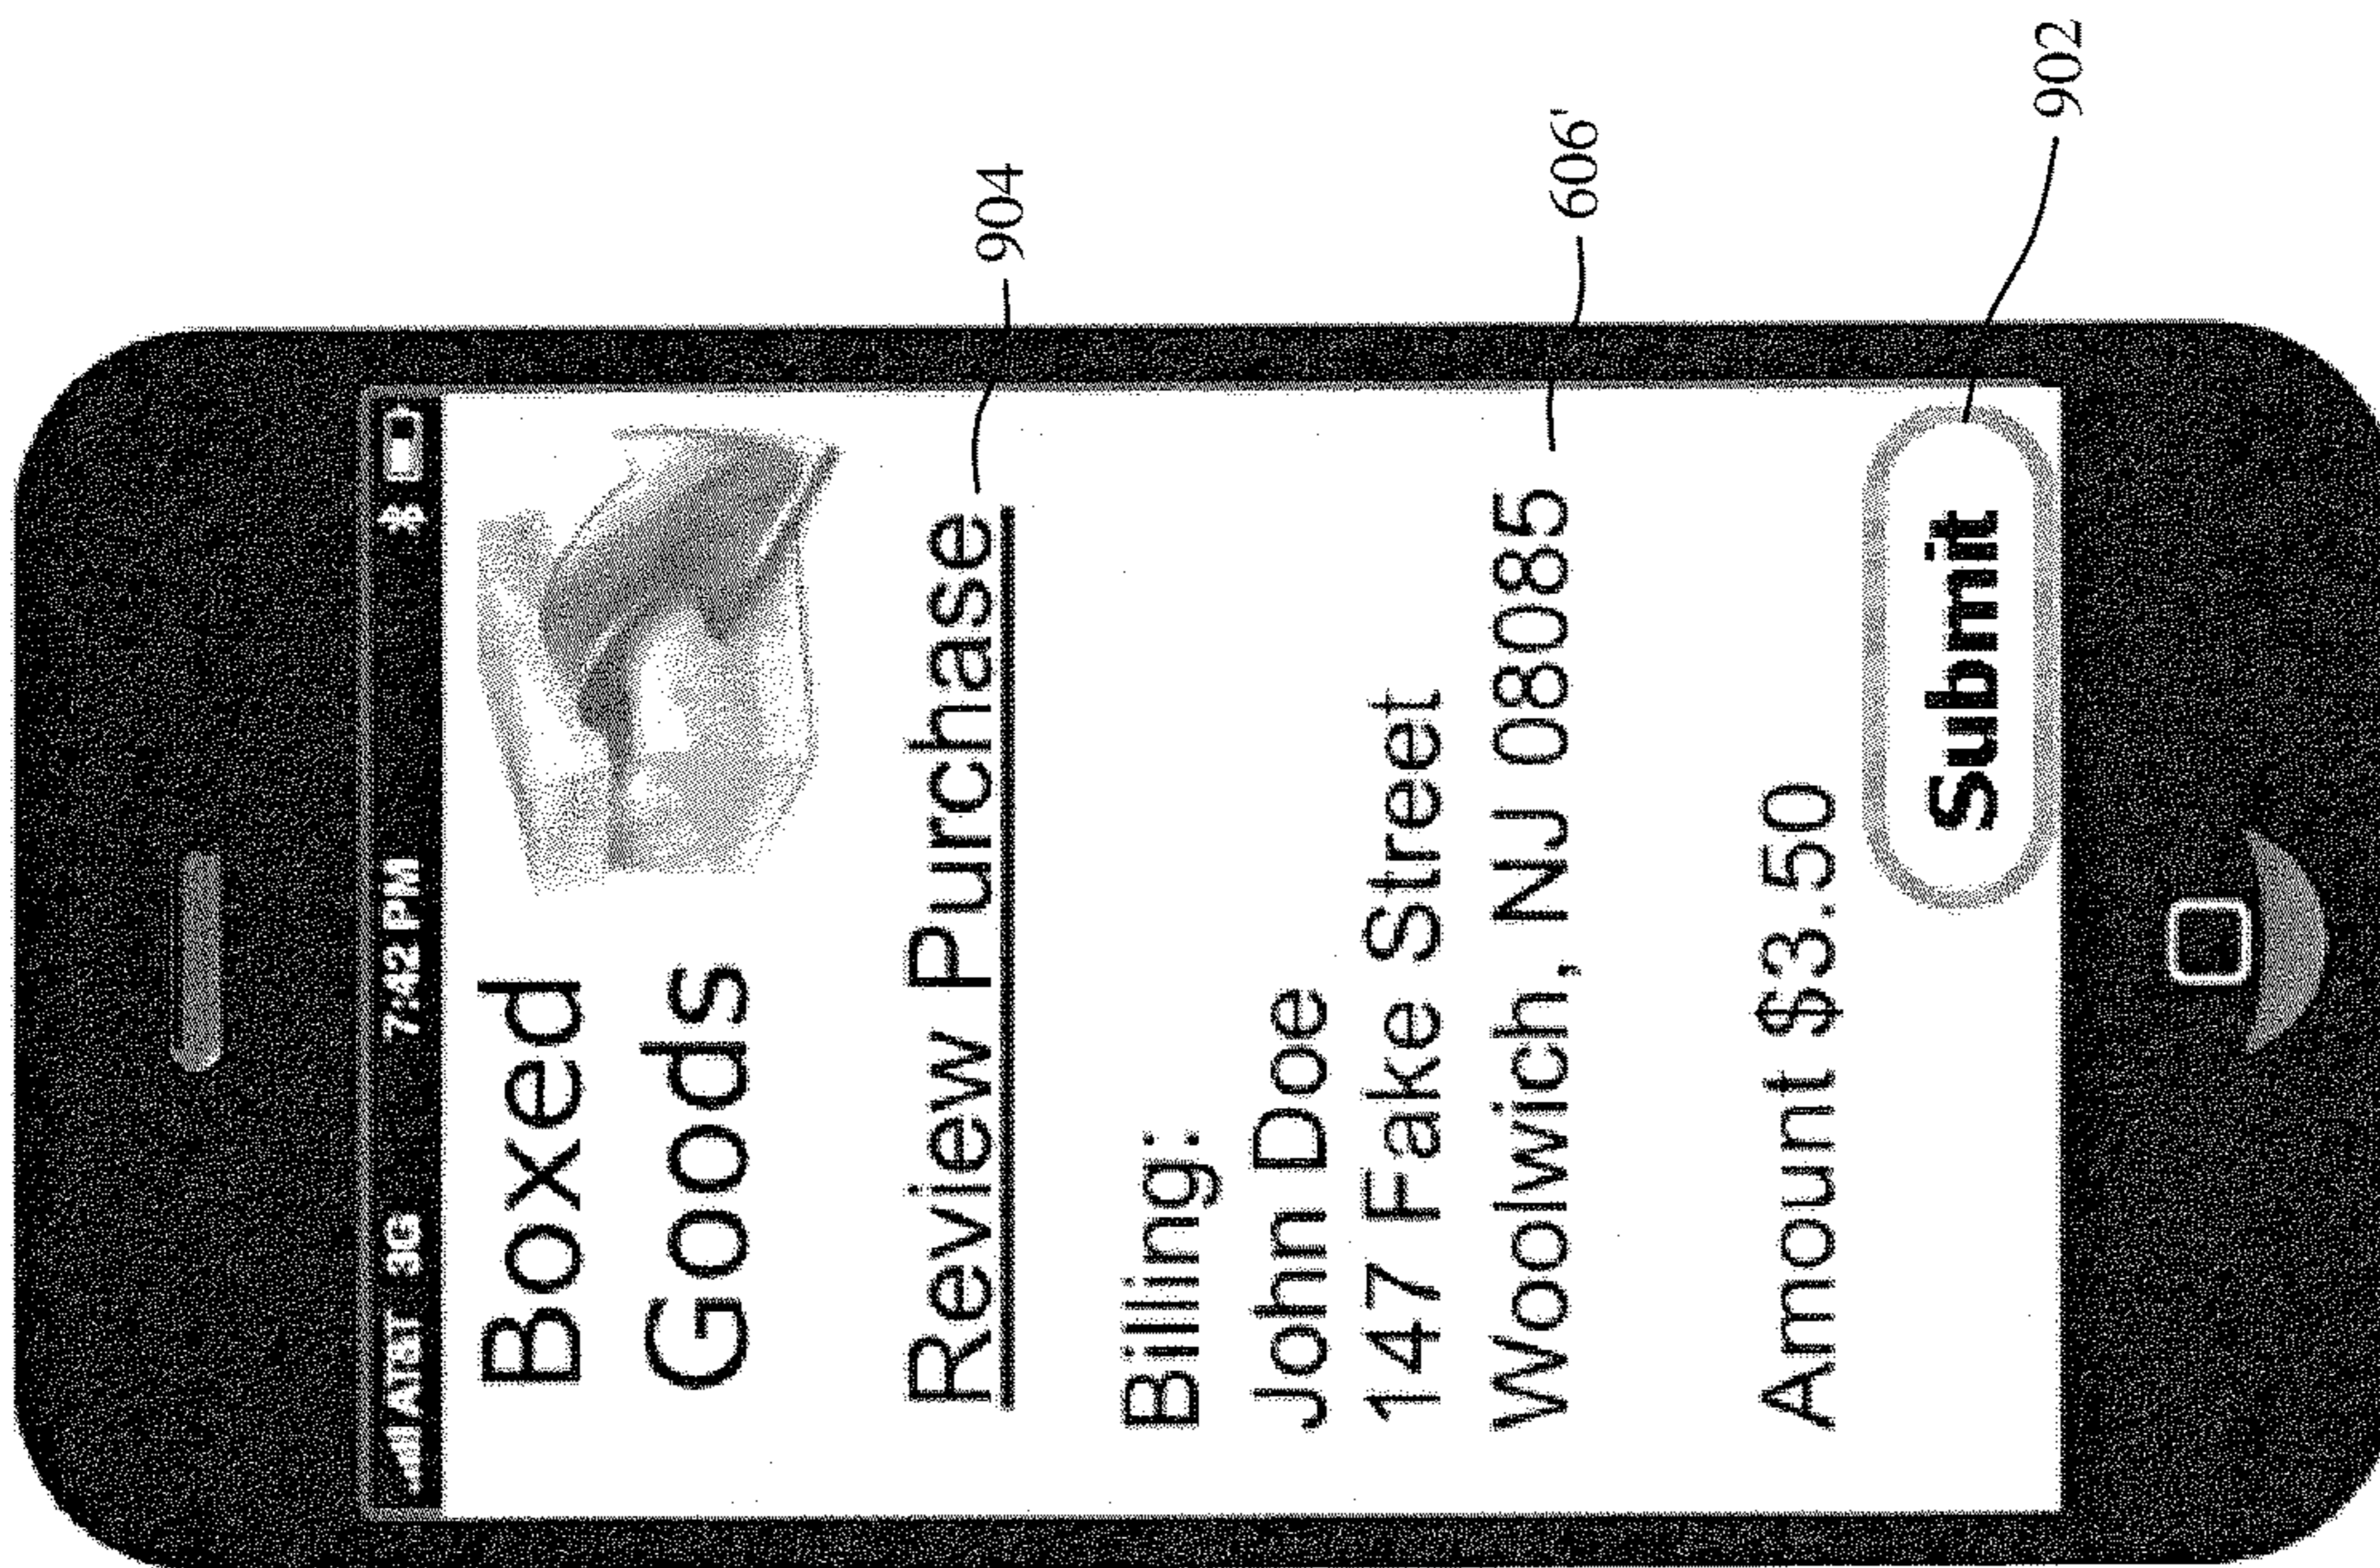 AT&T 3G 7:42 PM
Boxed
Goods
Review Purchase
904
Billing:
John Doe
147 Fake Street
Woolwich, NJ 08085
606'
Amount $3.50
Submit
902